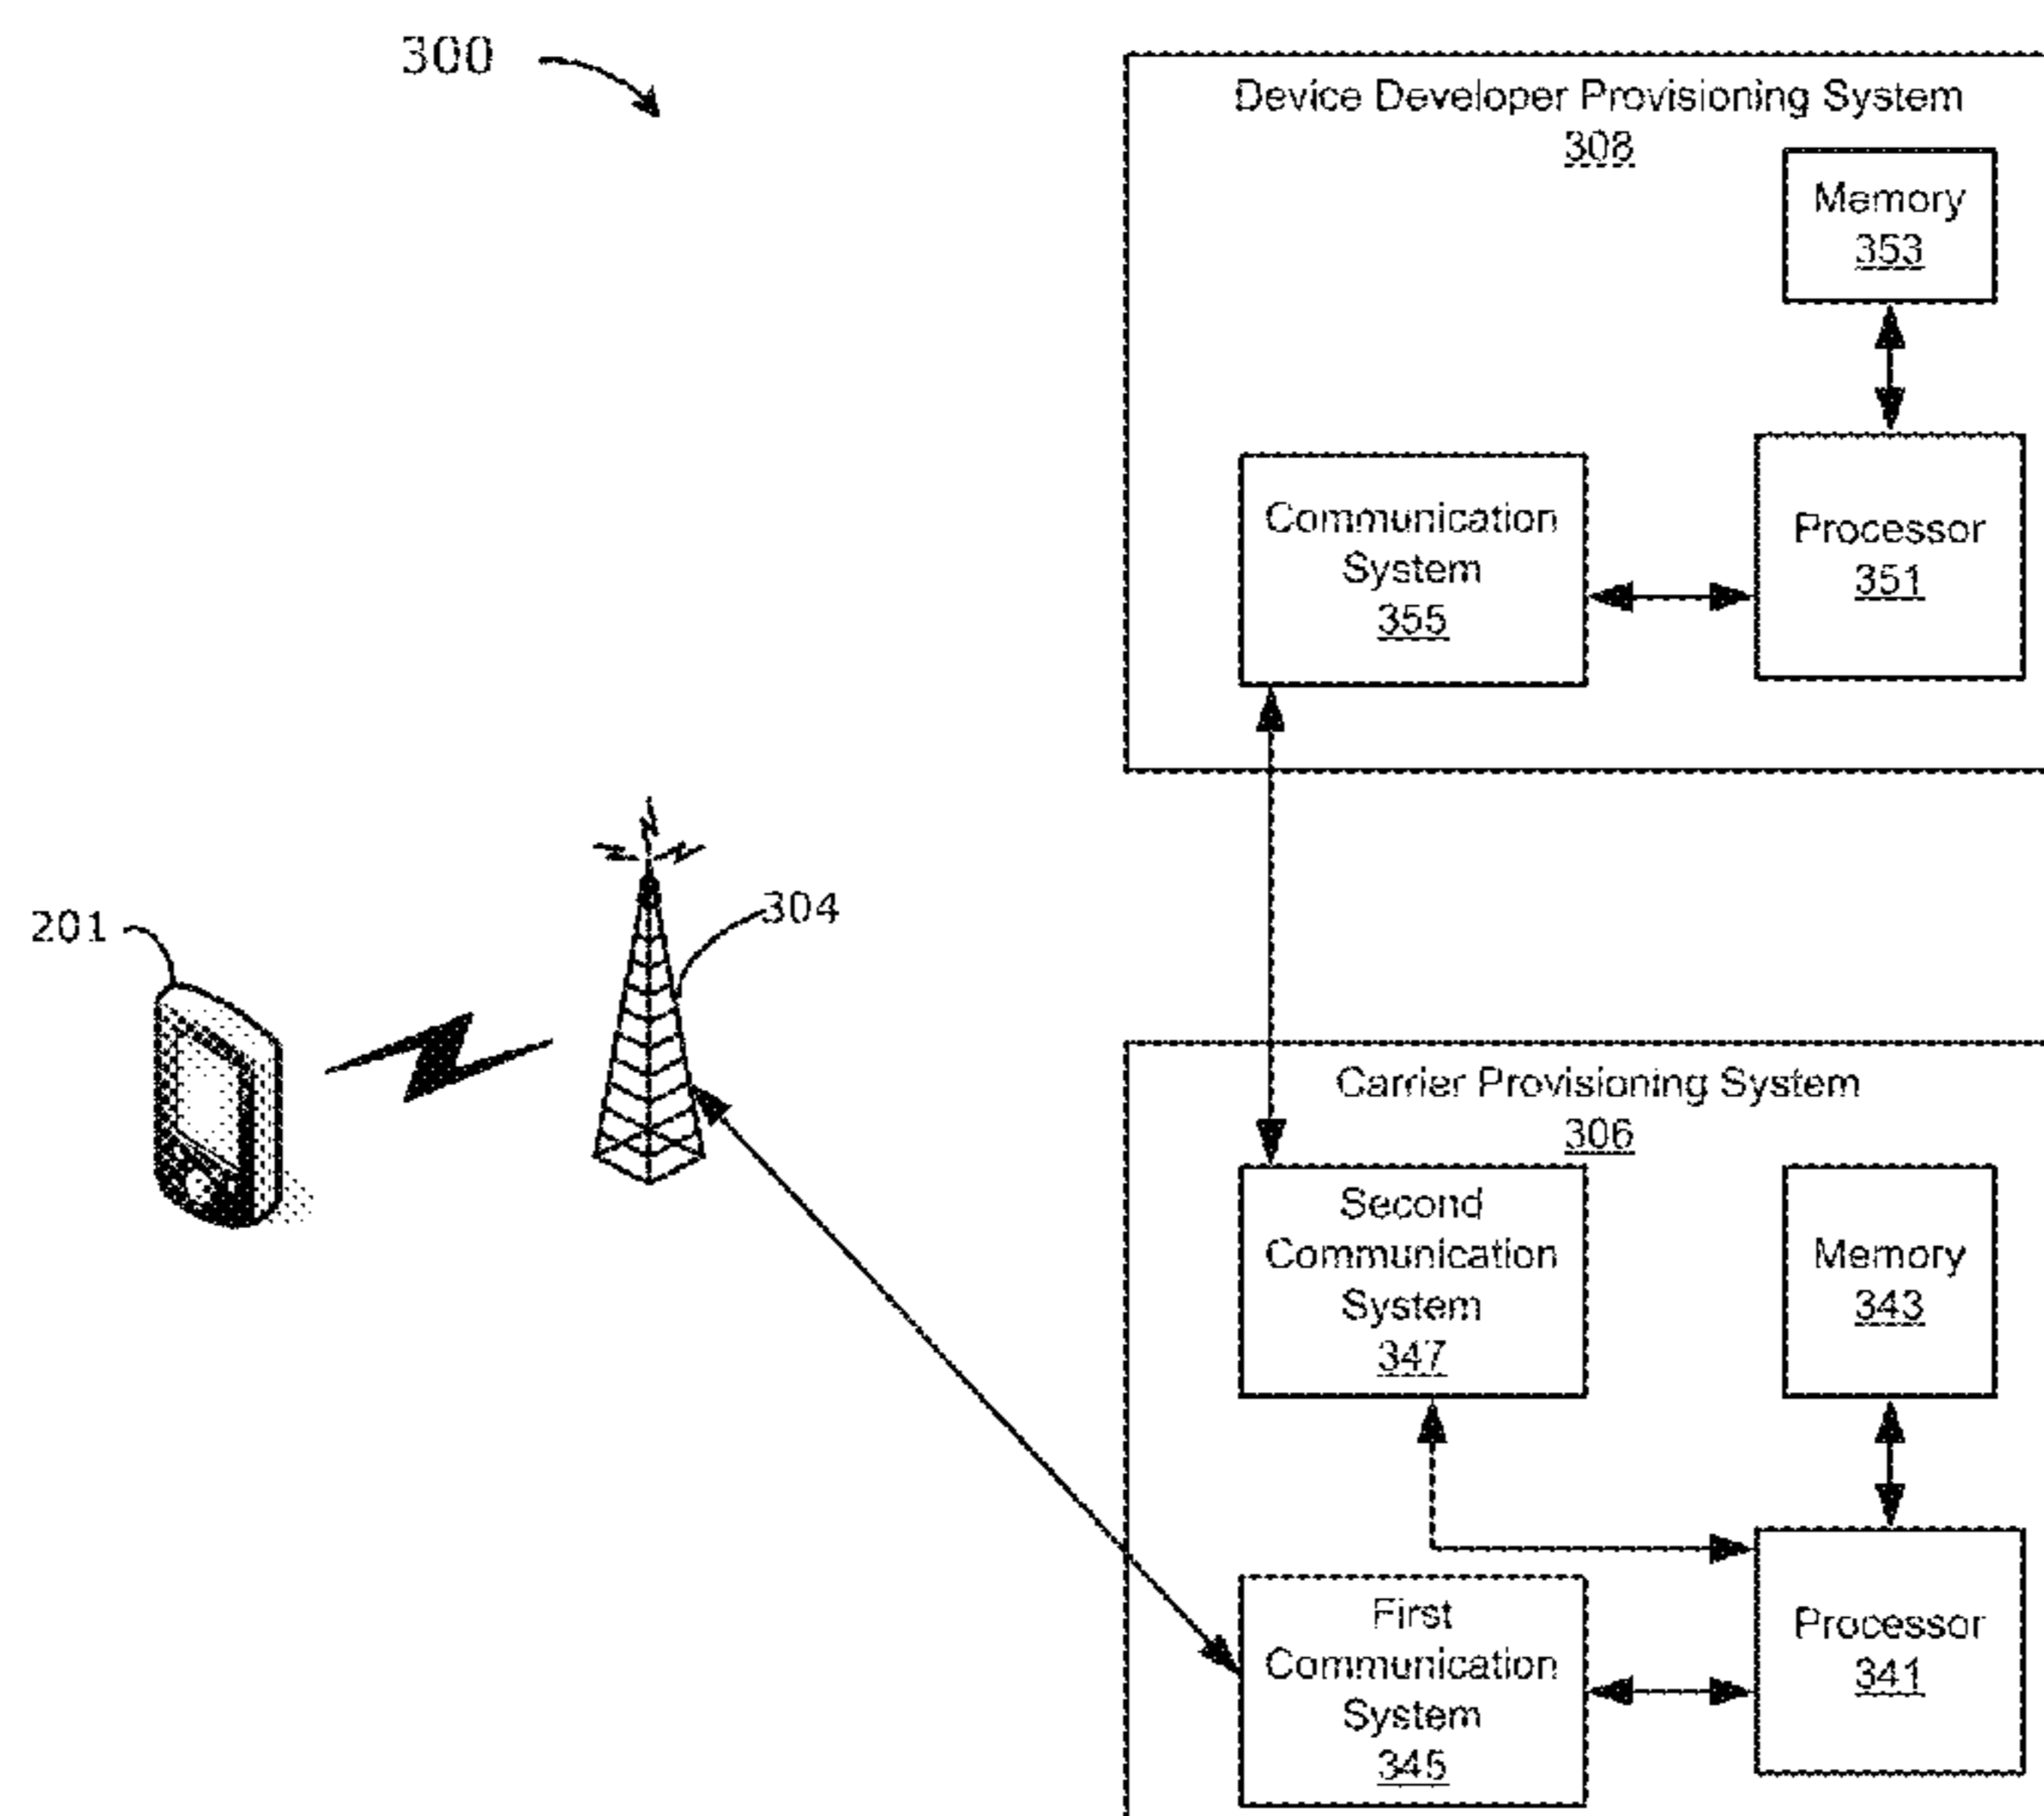 300
Device Developer Provisioning System
308
Memory
353
Communication
System
355
Processor
351
201
304
Carrier Provisioning System
306
Second
Communication
System
347
Memory
343
First
Communication
System
345
Processor
341